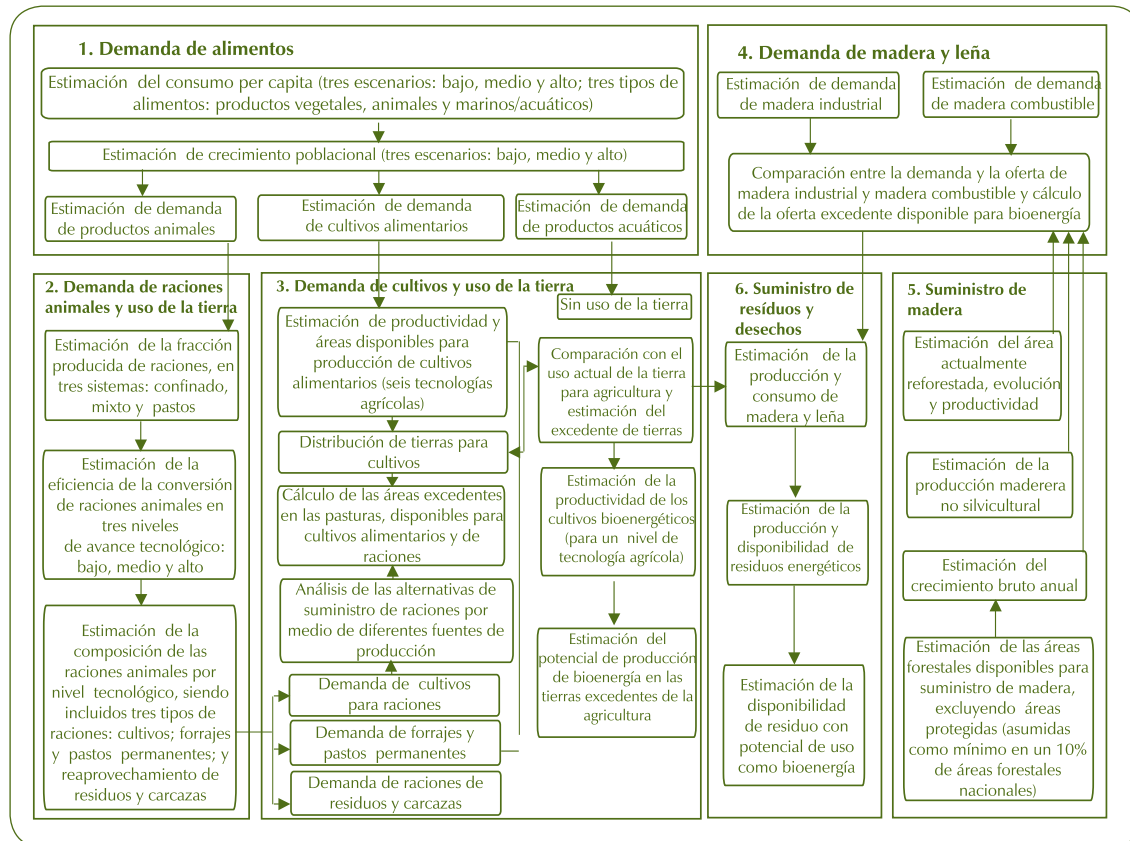 1. Demanda de alimentos
Estimación del consumo per capita (tres escenarios: bajo, medio y alto; tres tipos de
alimentos: productos vegetales, animales y marinos/acuáticos)
Estimación de crecimiento poblacional (tres escenarios: bajo, medio y alto)
Estimación de demanda
de productos animales
Estimación de demanda
de cultivos alimentarios
Estimación de demanda
de productos acuáticos
4. Demanda de madera y leña
Estimación de demanda
de madera industrial
Estimación de demanda
de madera combustible
Comparación entre la demanda y la oferta de
madera industrial y madera combustible y cálculo
de la oferta excedente disponible para bioenergía
2. Demanda de raciones
animales y uso de la tierra
Estimación de la fracción
producida de raciones, en
tres sistemas: confinado,
mixto y pastos
Estimación de la
eficiencia de la conversión
de raciones animales en
tres niveles
de avance tecnológico:
bajo, medio y alto
Estimación de la
composición de las
raciones animales por
nivel tecnológico, siendo
incluidos tres tipos de
raciones: cultivos; forrajes
y pastos permanentes; y
reaprovechamiento de
residuos y carcazas
3. Demanda de cultivos y uso de la tierra
Sin uso de la tierra
Estimación de productividad y
áreas disponibles para
producción de cultivos
alimentarios (seis tecnologías
agrícolas)
Distribución de tierras para
cultivos
Cálculo de las áreas excedentes
en las pasturas, disponibles para
cultivos alimentarios y de
raciones
Análisis de las alternativas de
suministro de raciones por
medio de diferentes fuentes de
producción
Demanda de cultivos
para raciones
Demanda de forrajes y
pastos permanentes
Demanda de raciones de
residuos y carcazas
Comparación con el
uso actual de la tierra
para agricultura y
estimación del
excedente de tierras
Estimación de la
productividad de los
cultivos bioenergéticos
(para un nivel de
tecnología agrícola)
Estimación del
potencial de producción
de bioenergía en las
tierras excedentes de la
agricultura
6. Suministro de
resíduos y
desechos
Estimación de la
producción y
consumo de
madera y leña
Estimación de la
producción y
disponibilidad de
residuos energéticos
Estimación de la
disponibilidad
de residuo con
potencial de uso
como bioenergía
5. Suministro de
madera
Estimación del área
actualmente
reforestada, evolución
y productividad
Estimación de la
producción maderera
no silvicultural
Estimación del
crecimiento bruto anual
Estimación de las áreas
forestales disponibles para
suministro de madera,
excluyendo áreas
protegidas (asumidas
como mínimo en un 10%
de áreas forestales
nacionales)